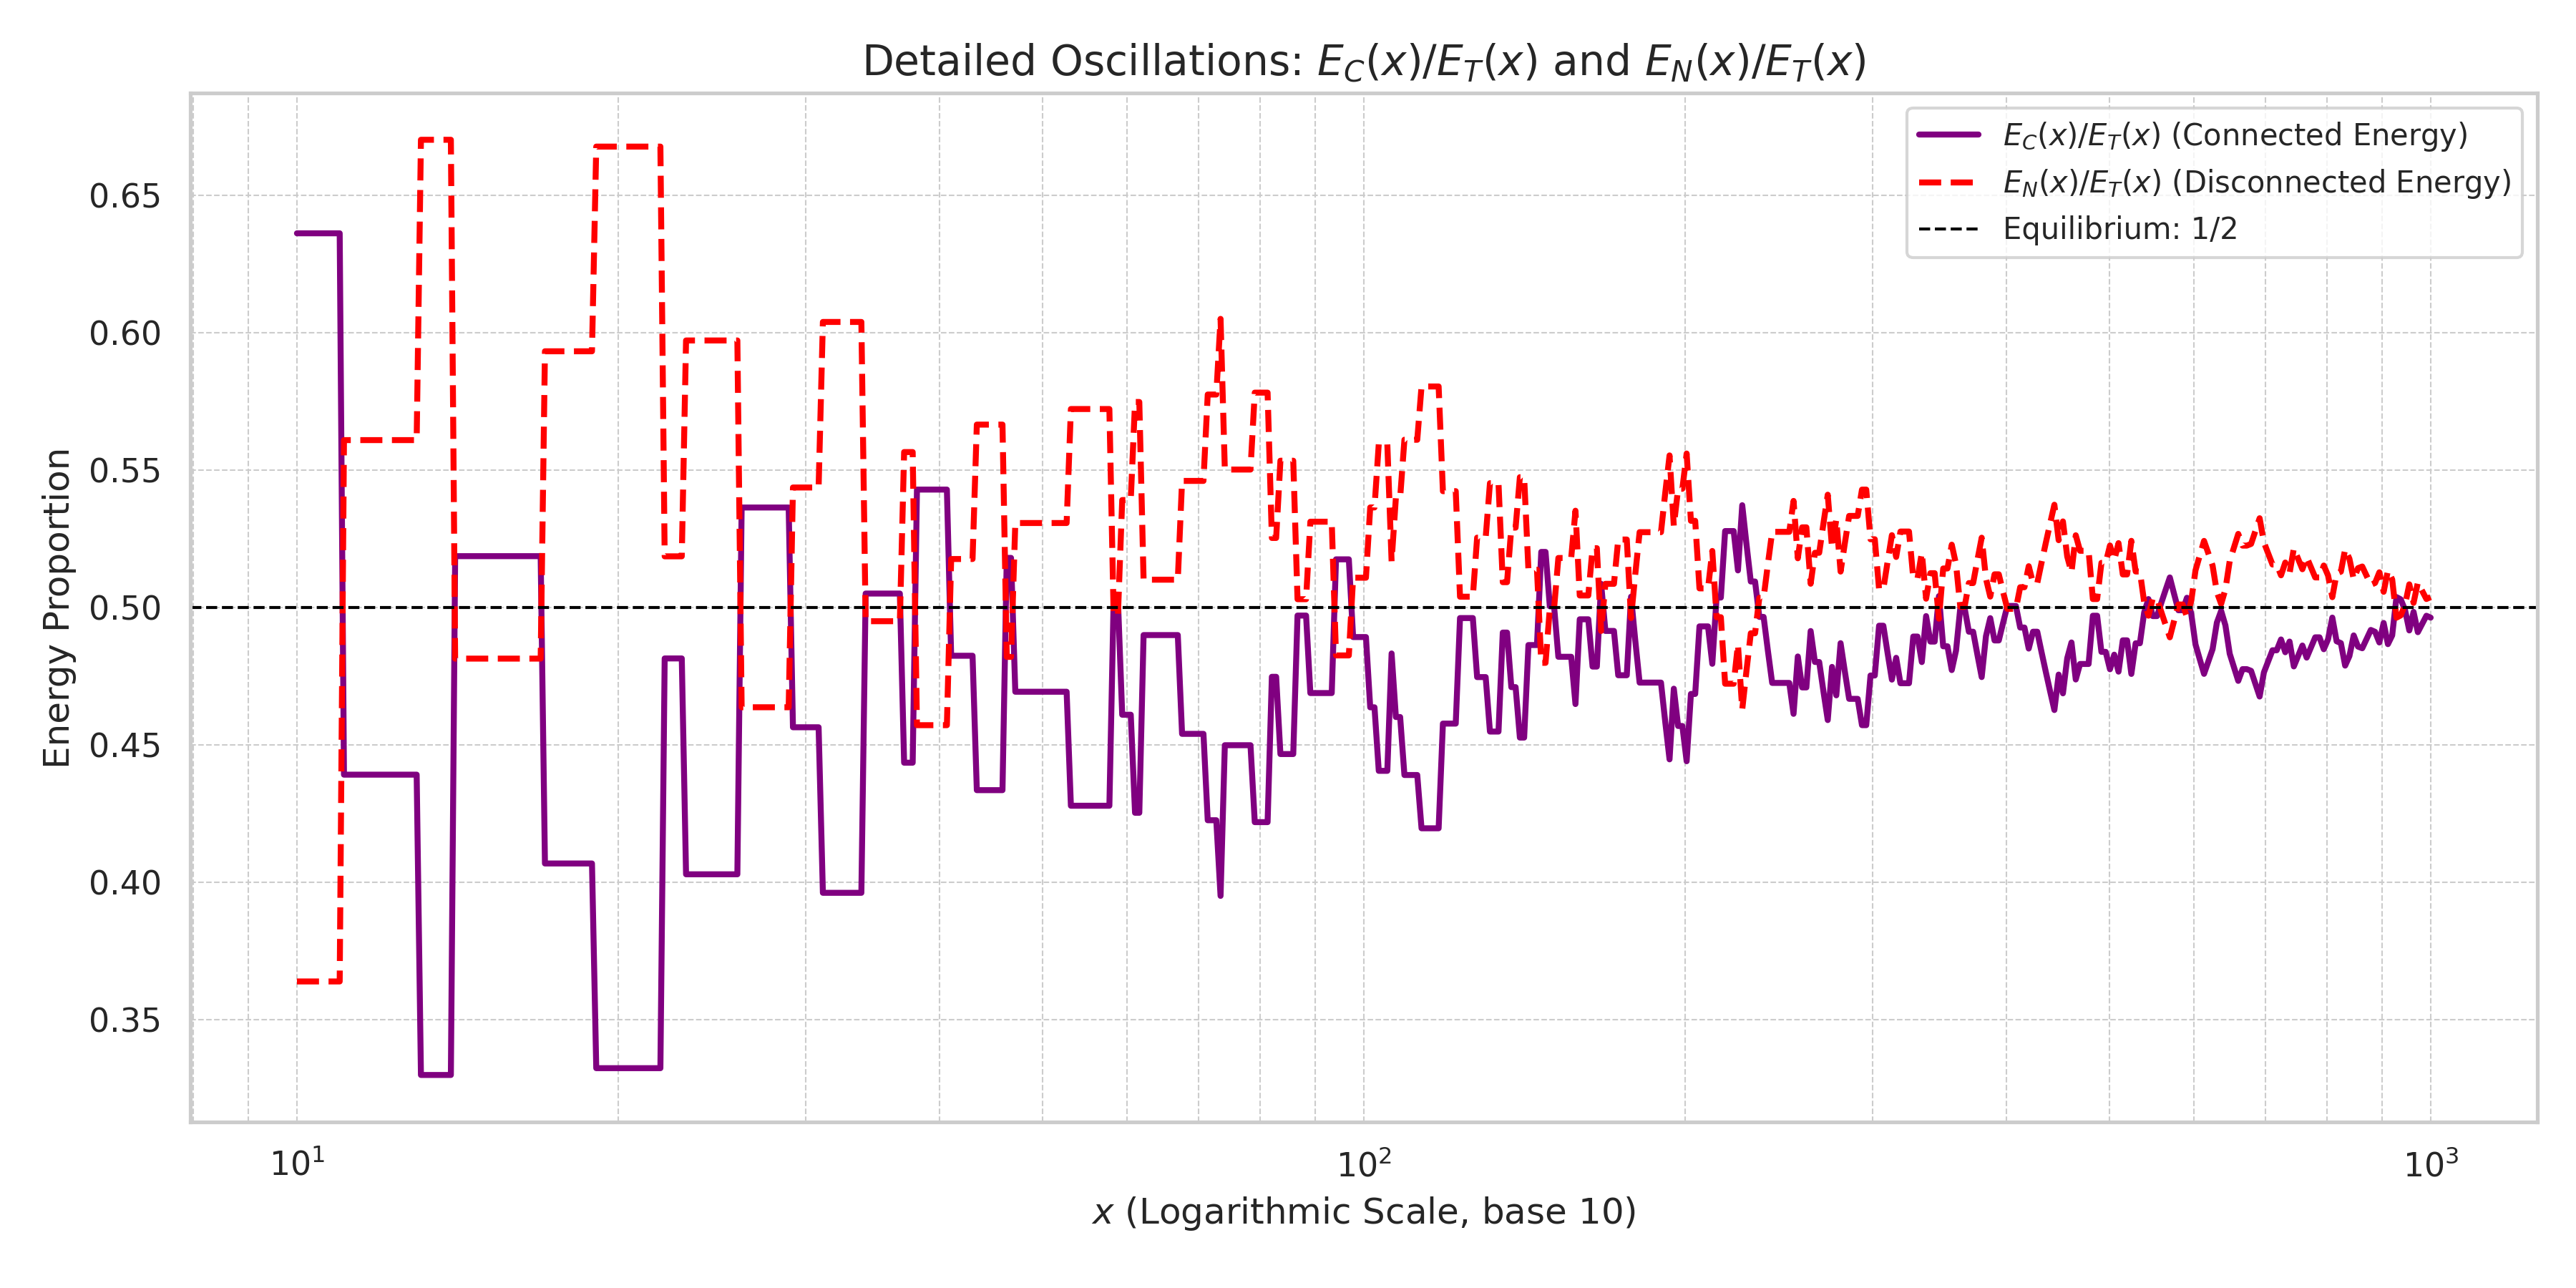 Detailed Oscillations: E_C(x)/E_T(x) and E_N(x)/E_T(x)
E_C(x)/E_T(x) (Connected Energy)
E_N(x)/E_T(x) (Disconnected Energy)
Equilibrium: 1/2
Energy Proportion
0.65
0.60
0.55
0.50
0.45
0.40
0.35
10^1
10^2
10^3
x (Logarithmic Scale, base 10)